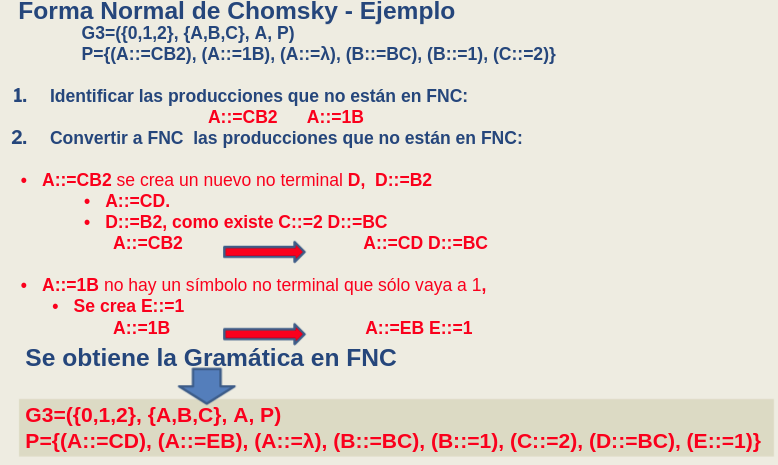 Forma Normal de Chomsky - Ejemplo
G3=({0,1,2}, {A,B,C}, A, P)
P={(A::=CB2), (A::=1B), (A::=λ), (B::=BC), (B::=1), (C::=2)}
1. Identificar las producciones que no están en FNC:
A::=CB2 A::=1B
2. Convertir a FNC las producciones que no están en FNC:
• A::=CB2 se crea un nuevo no terminal D, D::=B2
• A::=CD.
• D::=B2, como existe C::=2 D::=BC
A::=CB2 A::=CD D::=BC
• A::=1B no hay un símbolo no terminal que sólo vaya a 1,
• Se crea E::=1
A::=1B A::=EB E::=1
Se obtiene la Gramática en FNC
G3=({0,1,2}, {A,B,C}, A, P)
P={(A::=CD), (A::=EB), (A::=λ), (B::=BC), (B::=1), (C::=2), (D::=BC), (E::=1)}